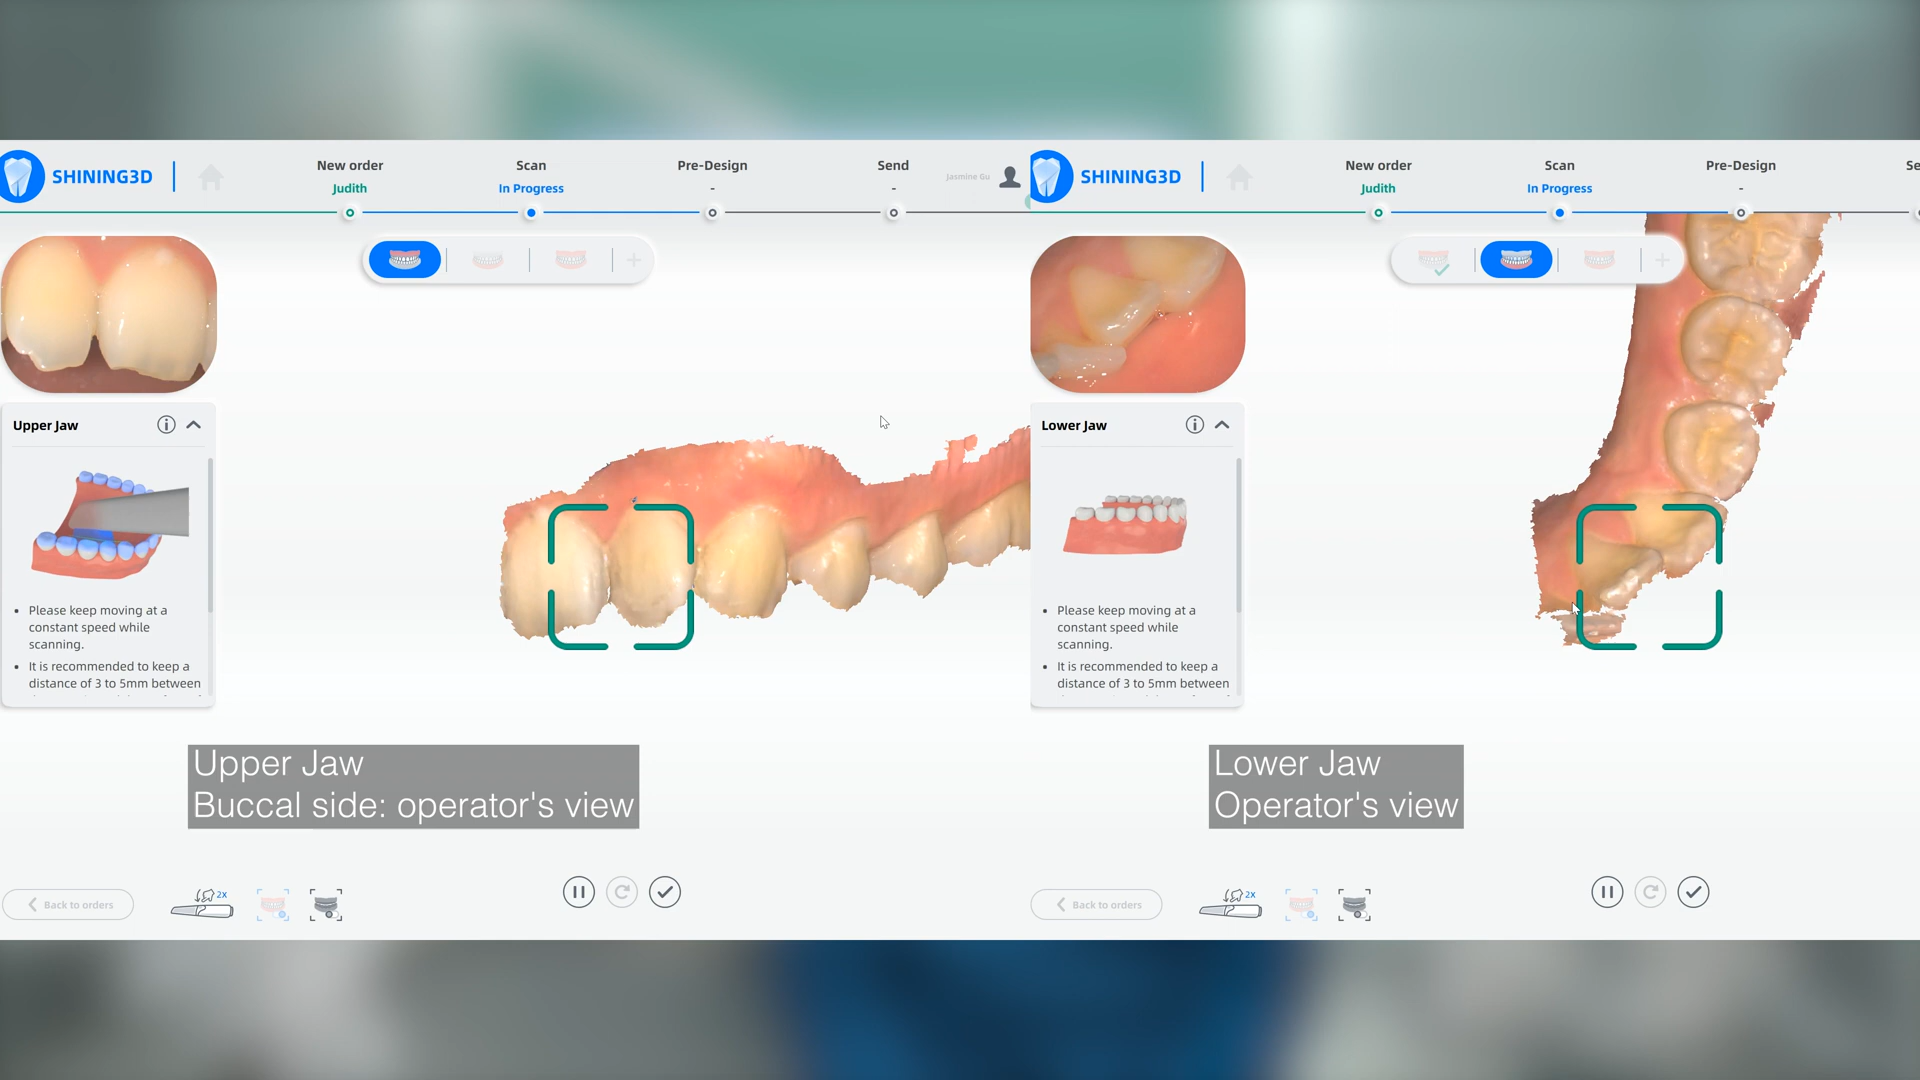 SHINING3D
New order
Judith
Scan
In Progress
Pre-Design
-
Send
-
Jasmine Gu
Upper Jaw
Please keep moving at a
constant speed while
scanning.
It is recommended to keep a
distance of 3 to 5mm between
Upper Jaw
Buccal side: operator's view
Back to orders
2X
SHINING3D
New order
Judith
Scan
In Progress
Pre-Design
-
Se
Lower Jaw
Please keep moving at a
constant speed while
scanning.
It is recommended to keep a
distance of 3 to 5mm between
Lower Jaw
Operator's view
Back to orders
2X